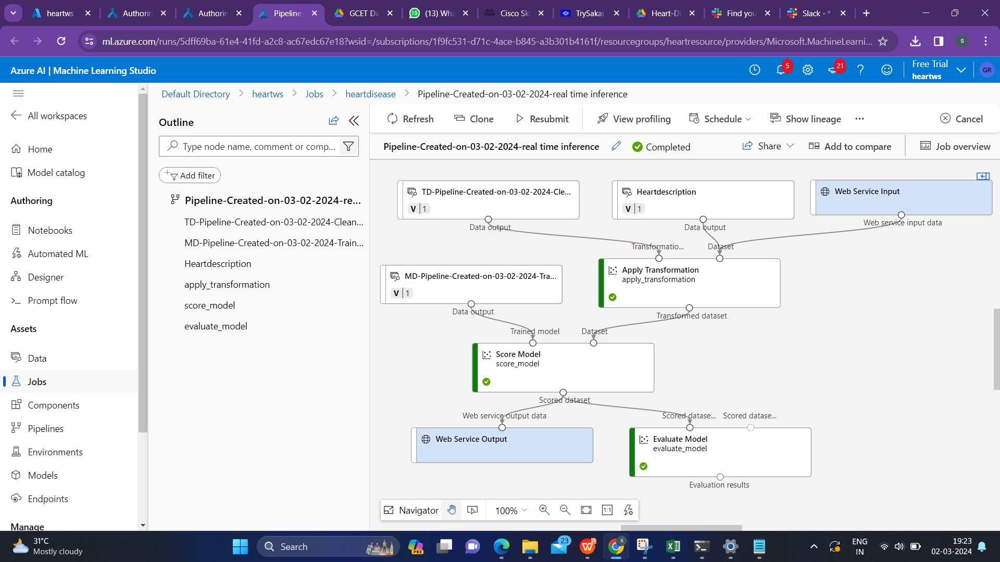 heartws
Authorin
Authorin
Pipeline-
GCET Da
13
(13) Wha
Cisco Sk
TrySakai
Heart-Di
Find you
Slack - *
ml.azure.com/runs/5dff69ba-61e4-41fd-a2c8-ac67edc67e18?wsid=/subscriptions/1f9fc531-d71c-4ace-b845-a3b301b4161f/resourcegroups/heartresource/providers/Microsoft.MachineLearni...
S
Azure AI | Machine Learning Studio
5
21
Free Trial
heartws
GR
All workspaces
Home
Model catalog
Authoring
Notebooks
Automated ML
Designer
Prompt flow
Assets
Data
Jobs
Components
Pipelines
Environments
Models
Endpoints
Manage
Default Directory > heartws > Jobs > heartdisease > Pipeline-Created-on-03-02-2024-real time inference
Outline
Type node name, comment or comp...
Add filter
Pipeline-Created-on-03-02-2024-re...
TD-Pipeline-Created-on-03-02-2024-Clean...
MD-Pipeline-Created-on-03-02-2024-Train...
Heartdescription
apply_transformation
score_model
evaluate_model
Refresh
Clone
Resubmit
View profiling
Schedule
Show lineage
...
Cancel
Pipeline-Created-on-03-02-2024-real time inference
Completed
Share
Add to compare
Job overview
TD-Pipeline-Created-on-03-02-2024-Cle...
V | 1
Data output
Heartdescription
V | 1
Data output
Web Service Input
Web service input data
Transformatio...
Dataset
Apply Transformation
apply_transformation
Transformed dataset
MD-Pipeline-Created-on-03-02-2024-Tra...
V | 1
Data output
Trained model
Dataset
Score Model
score_model
Scored dataset
Web service output data
Web Service Output
Scored datase...
Scored datase...
Evaluate Model
evaluate_model
Evaluation results
Navigator
100%
1:1
31°C
Mostly cloudy
Search
PRE
23
S
ENG
IN
19:23
02-03-2024